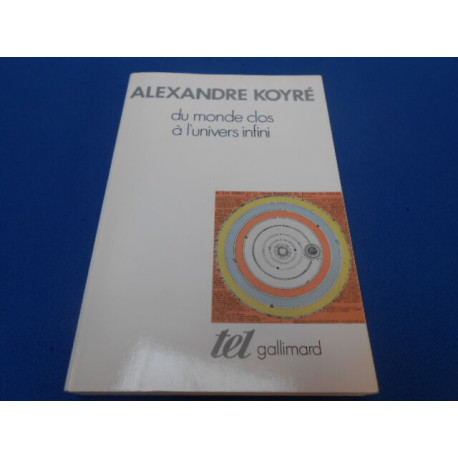 ALEXANDRE KOYRÉ
du monde clos
à l'univers infini
tel gallimard